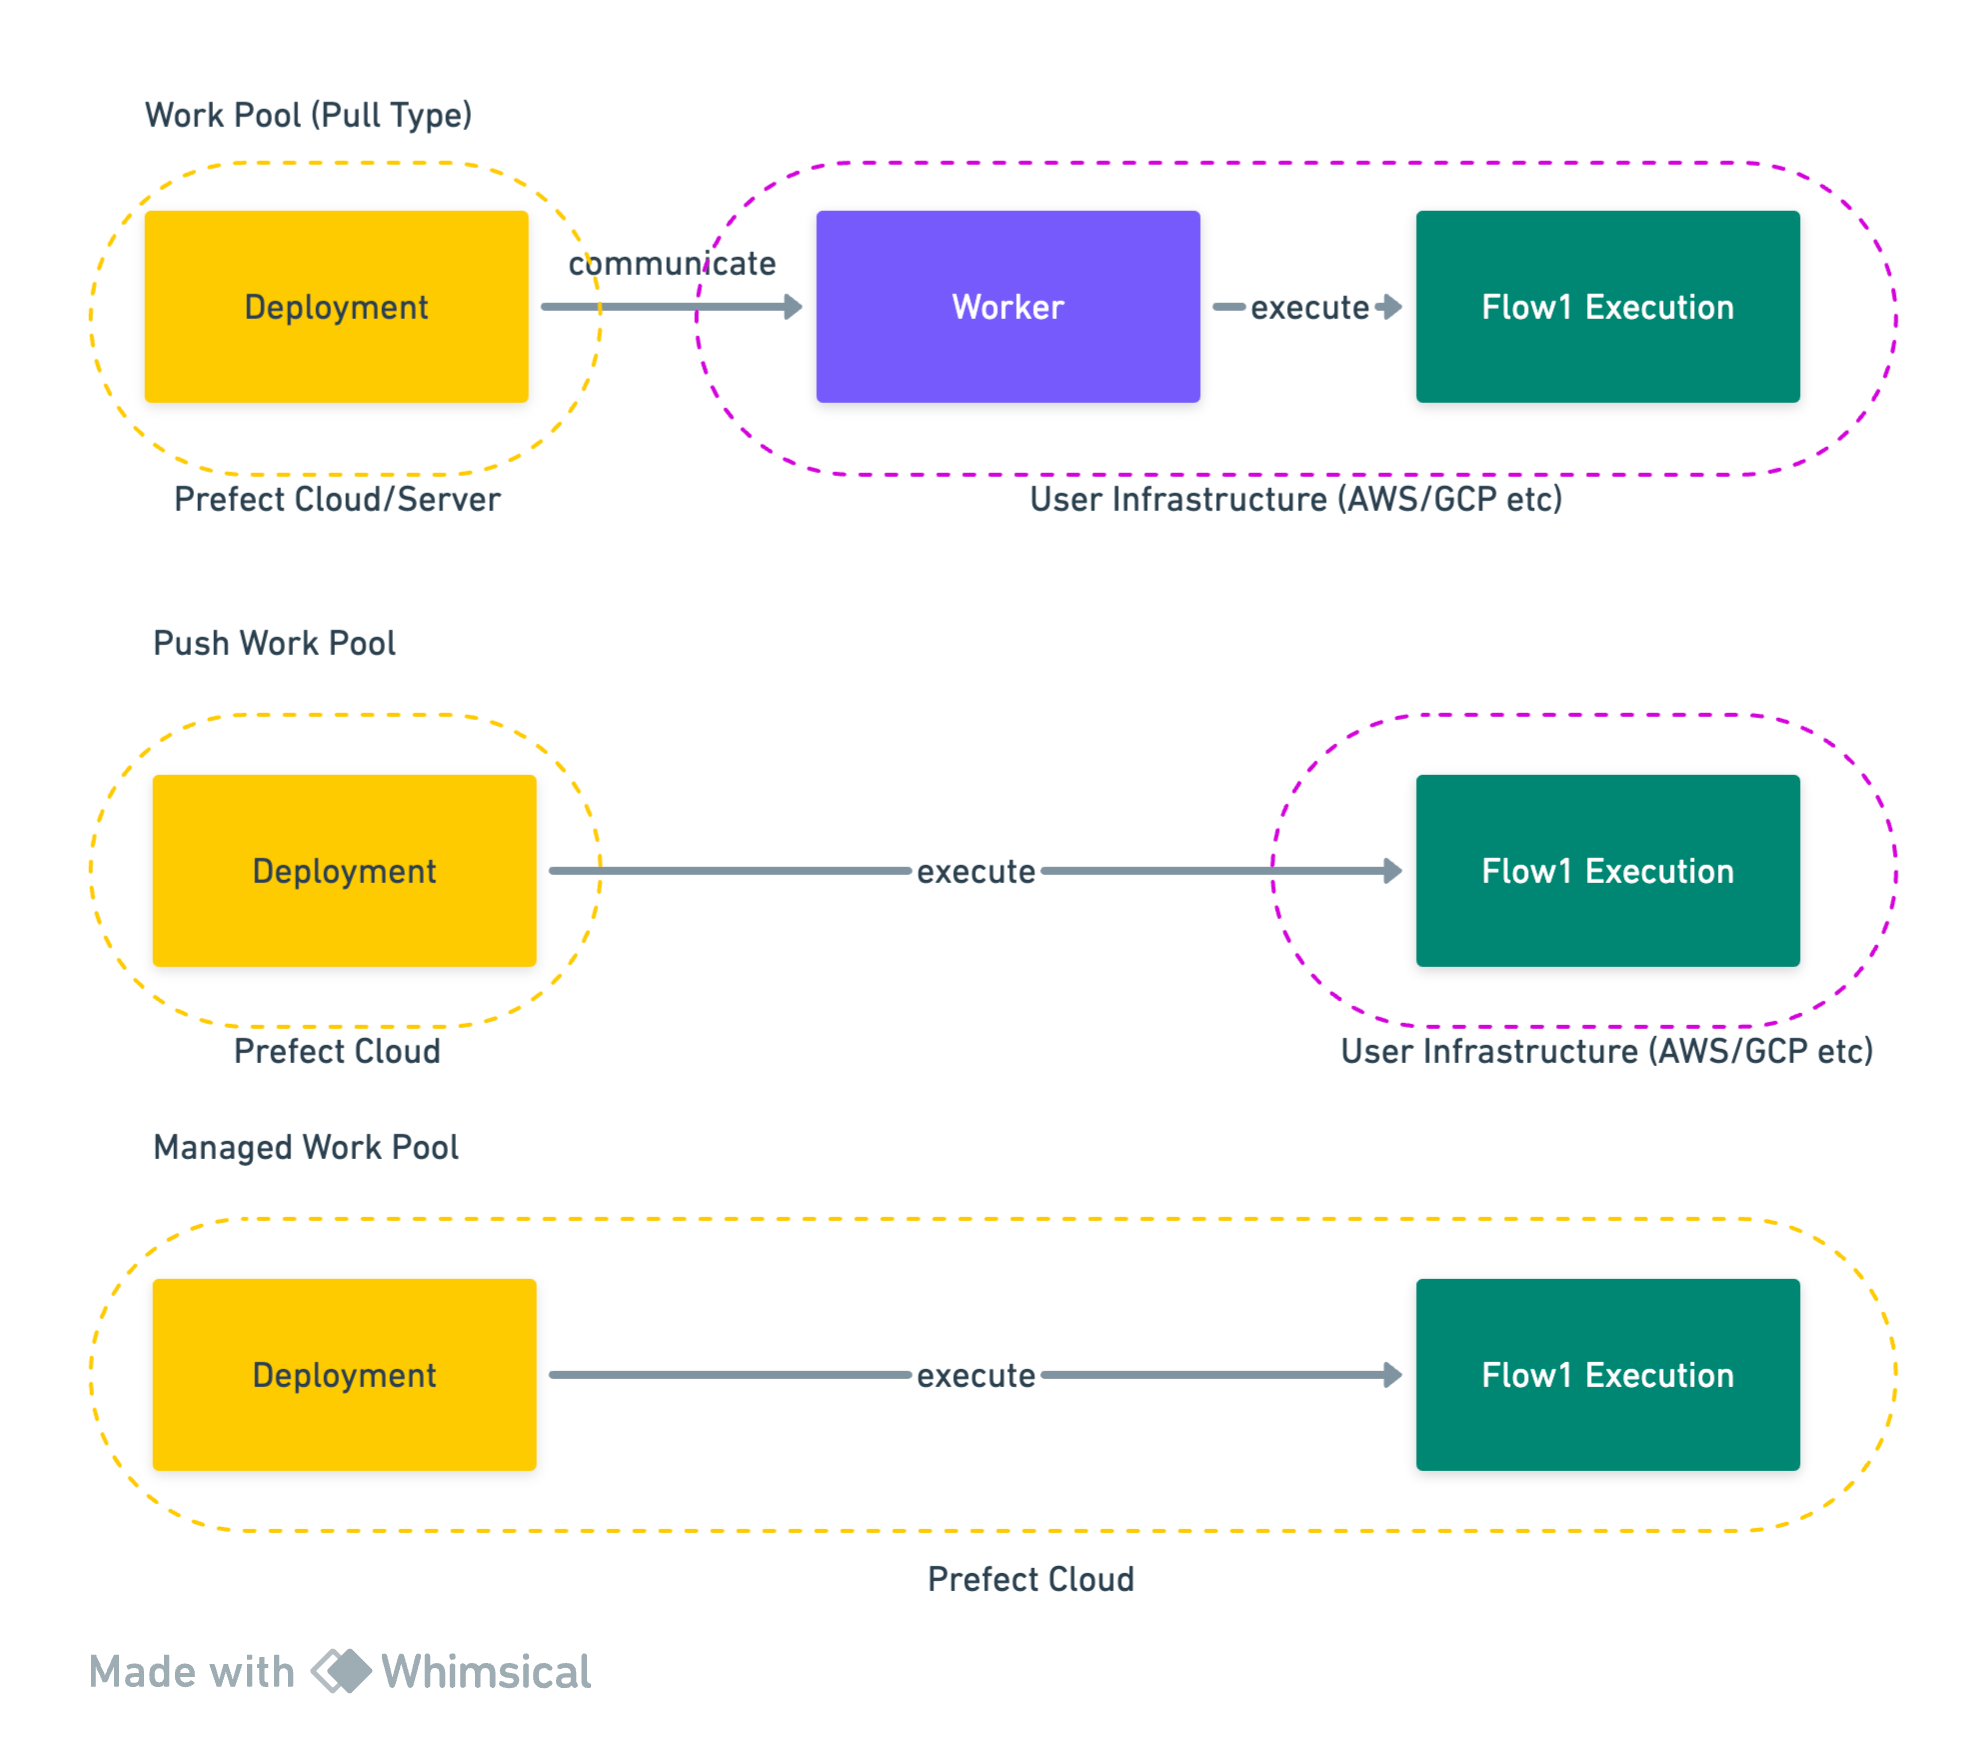 Work Pool (Pull Type)
communicate
Deployment
Worker
execute
Flow1 Execution
Prefect Cloud/Server
User Infrastructure (AWS/GCP etc)
Push Work Pool
Deployment
execute
Flow1 Execution
Prefect Cloud
User Infrastructure (AWS/GCP etc)
Managed Work Pool
Deployment
execute
Flow1 Execution
Prefect Cloud
Made with Whimsical